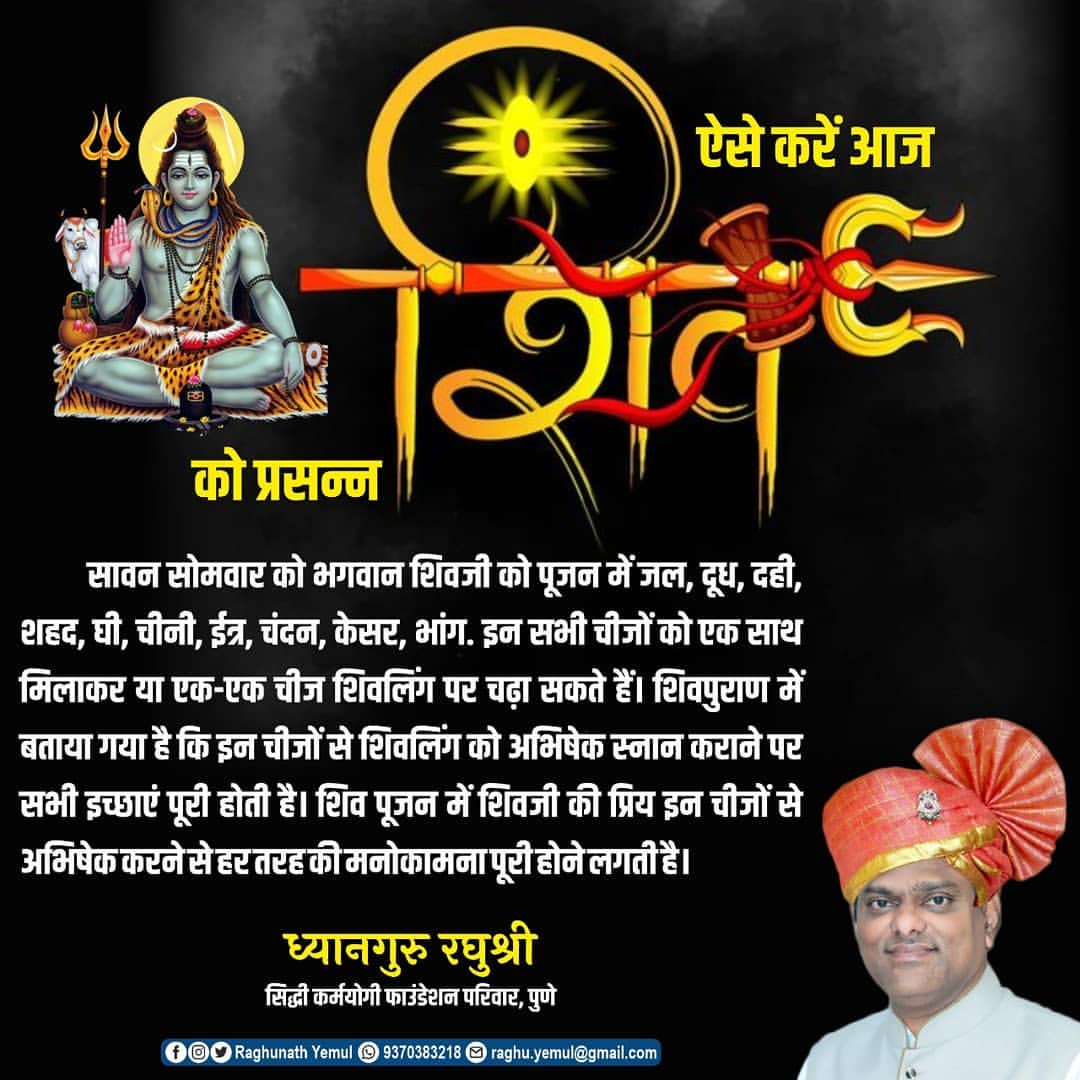 ऐसे करें आज
शिव
को प्रसन्न
सावन सोमवार को भगवान शिवजी को पूजन में जल, दूध, दही,
शहद, घी, चीनी, ईत्र, चंदन, केसर, भांग. इन सभी चीजों को एक साथ
मिलाकर या एक-एक चीज शिवलिंग पर चढ़ा सकते हैं। शिवपुराण में
बताया गया है कि इन चीजों से शिवलिंग को अभिषेक स्नान कराने पर
सभी इच्छाएं पूरी होती है। शिव पूजन में शिवजी की प्रिय इन चीजों से
अभिषेक करने से हर तरह की मनोकामना पूरी होने लगती है।
ध्यानगुरु रघुश्री
सिद्धी कर्मयोगी फाउंडेशन परिवार, पुणे
Raghunath Yemul 9370383218 raghu.yemul@gmail.com